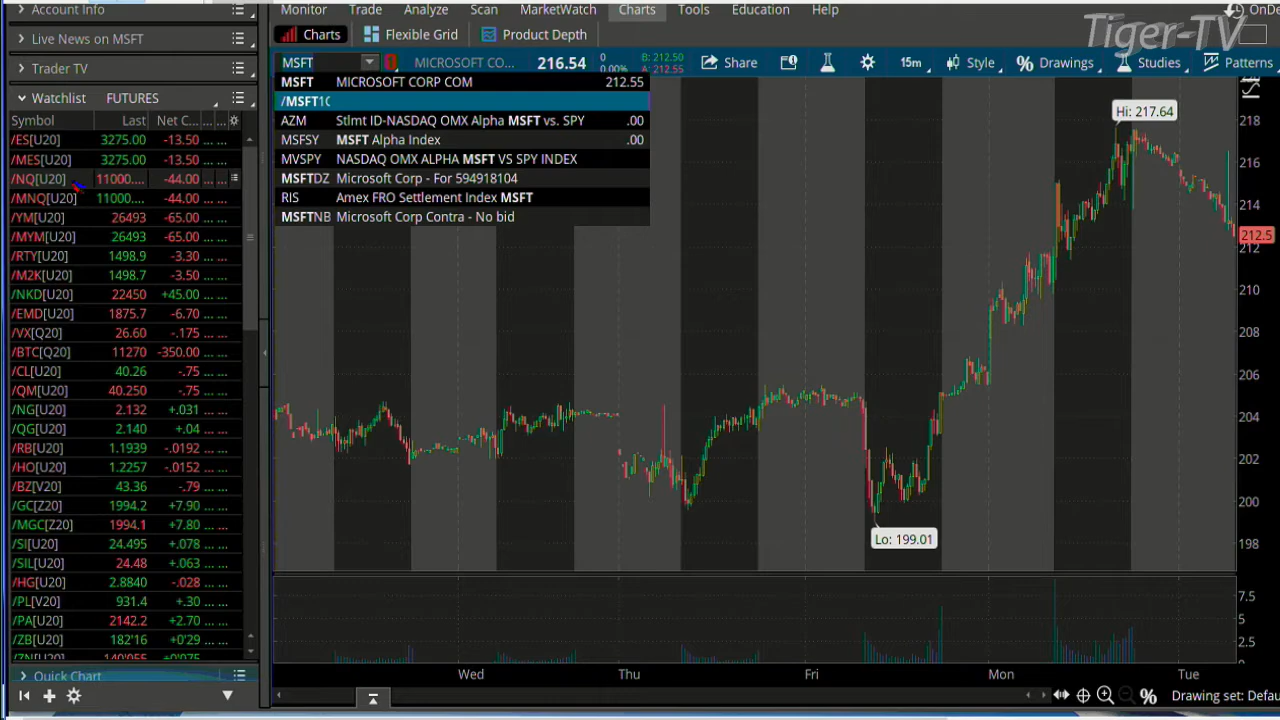 Account Info
Live News on MSFT
Trader TV
Watchlist FUTURES
Symbol Last Net C... ... ...
/ES[U20] 3275.00 -13.50 ... ...
/MES[U20] 3275.00 -13.50 ... ...
/NQ[U20] 11000.... -44.00 ... ...
/MNQ[U20] 11000.... -44.00 ... ...
/YM[U20] 26493 -65.00 ... ...
/MYM[U20] 26493 -65.00 ... ...
/RTY[U20] 1498.9 -3.30 ... ...
/M2K[U20] 1498.7 -3.50 ... ...
/NKD[U20] 22450 +45.00 ... ...
/EMD[U20] 1875.7 -6.70 ... ...
/VX[Q20] 26.60 -.175 ... ...
/BTC[Q20] 11270 -350.00 ... ...
/CL[U20] 40.26 -.75 ... ...
/QM[U20] 40.250 -.75 ... ...
/NG[U20] 2.132 +.031 ... ...
/QG[U20] 2.140 +.04 ... ...
/RB[U20] 1.1939 -.0192 ... ...
/HO[U20] 1.2257 -.0152 ... ...
/BZ[V20] 43.36 -.79 ... ...
/GC[Z20] 1994.2 +7.90 ... ...
/MGC[Z20] 1994.1 +7.80 ... ...
/SI[U20] 24.495 +.078 ... ...
/SIL[U20] 24.48 +.063 ... ...
/HG[U20] 2.8840 -.028 ... ...
/PL[V20] 931.4 +.30 ... ...
/PA[U20] 2142.2 +2.70 ... ...
/ZB[U20] 182'16 +0'29 ... ...
/ZN[U20] 140'055 +0'075 ... ...
Quick Chart
Monitor Trade Analyze Scan MarketWatch Charts Tools Education Help
OnDe
Tiger-TV
Charts Flexible Grid Product Depth
MSFT MICROSOFT CO... 216.54 0 0.00% B: 212.50 A: 212.55 Share 15m Style % Drawings Studies Patterns
MSFT MICROSOFT CORP COM 212.55
/MSFT1C
AZM Stlmt ID-NASDAQ OMX Alpha MSFT vs. SPY .00
MSFSY MSFT Alpha Index .00
MVSPY NASDAQ OMX ALPHA MSFT VS SPY INDEX
MSFTDZ Microsoft Corp - For 594918104
RIS Amex FRO Settlement Index MSFT
MSFTNB Microsoft Corp Contra - No bid
Hi: 217.64
Lo: 199.01
218
216
214
212.5
212
210
208
206
204
202
200
198
7.5
5
2.5
Wed Thu Fri Mon Tue
% Drawing set: Defau